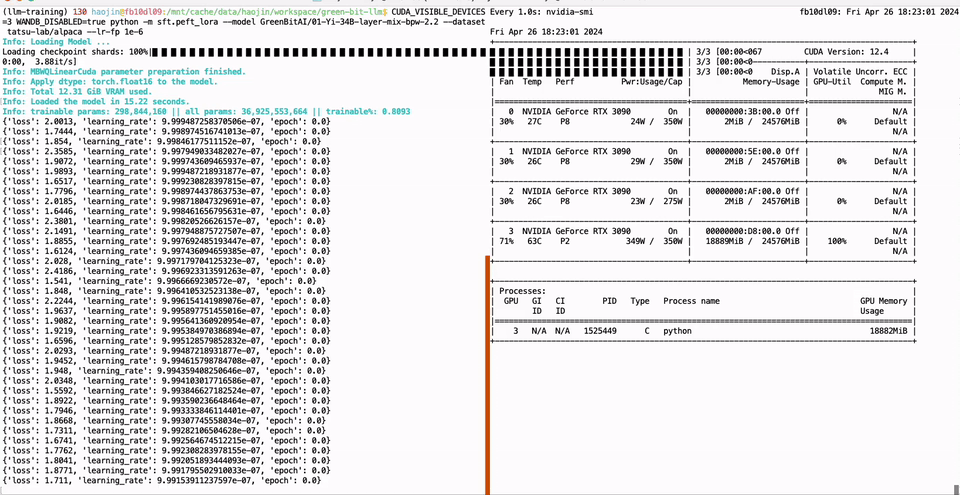 (llm-training) 130 haojin@fb10dl09:/mnt/cache/data/haojin/workspace/green-bit-llm$ CUDA_VISIBLE_DEVICES
=3 WANDB_DISABLED=true python -m sft.peft_lora --model GreenBitAI/01-Yi-34B-layer-mix-bpw-2.2 --dataset
tatsu-lab/alpaca --lr-fp 1e-6
Info: Loading Model ...
Loading checkpoint shards: 100%| | 3/3 [00:00<067
0:00, 3.88it/s] | 3/3 [00:00<0
Info: MBWQLinearCuda parameter preparation finished. | 3/3 [00:00<0
Info: Apply dtype: torch.float16 to the model.
Info: Total 12.31 GiB VRAM used.
Info: Loaded the model in 15.22 seconds.
Info: trainable params: 298,844,160 || all params: 36,925,553,664 || trainable%: 0.8093
{'loss': 2.0013, 'learning_rate': 9.999487258370506e-07, 'epoch': 0.0}
{'loss': 1.7444, 'learning_rate': 9.998974516741013e-07, 'epoch': 0.0}
{'loss': 1.854, 'learning_rate': 9.99846177511152e-07, 'epoch': 0.0}
{'loss': 2.3585, 'learning_rate': 9.997949033482027e-07, 'epoch': 0.0}
{'loss': 1.9072, 'learning_rate': 9.999743609465937e-07, 'epoch': 0.0}
{'loss': 1.9893, 'learning_rate': 9.999487218931877e-07, 'epoch': 0.0}
{'loss': 1.6517, 'learning_rate': 9.999230828397815e-07, 'epoch': 0.0}
{'loss': 1.7796, 'learning_rate': 9.998974437863753e-07, 'epoch': 0.0}
{'loss': 2.0185, 'learning_rate': 9.998718047329691e-07, 'epoch': 0.0}
{'loss': 1.6446, 'learning_rate': 9.998461656795631e-07, 'epoch': 0.0}
{'loss': 2.3801, 'learning_rate': 9.99820526626157e-07, 'epoch': 0.0}
{'loss': 2.1491, 'learning_rate': 9.997948875727507e-07, 'epoch': 0.0}
{'loss': 1.8855, 'learning_rate': 9.997692485193447e-07, 'epoch': 0.0}
{'loss': 1.6124, 'learning_rate': 9.997436094659385e-07, 'epoch': 0.0}
{'loss': 2.028, 'learning_rate': 9.997179704125323e-07, 'epoch': 0.0}
{'loss': 2.4186, 'learning_rate': 9.996923313591263e-07, 'epoch': 0.0}
{'loss': 1.541, 'learning_rate': 9.9966669230572e-07, 'epoch': 0.0}
{'loss': 1.848, 'learning_rate': 9.996410532523138e-07, 'epoch': 0.0}
{'loss': 2.2244, 'learning_rate': 9.996154141989076e-07, 'epoch': 0.0}
{'loss': 1.9637, 'learning_rate': 9.995897751455016e-07, 'epoch': 0.0}
{'loss': 1.9082, 'learning_rate': 9.995641360920954e-07, 'epoch': 0.0}
{'loss': 1.9219, 'learning_rate': 9.995384970386894e-07, 'epoch': 0.0}
{'loss': 1.6596, 'learning_rate': 9.995128579852832e-07, 'epoch': 0.0}
{'loss': 2.0293, 'learning_rate': 9.99487218931877e-07, 'epoch': 0.0}
{'loss': 1.9452, 'learning_rate': 9.994615798784708e-07, 'epoch': 0.0}
{'loss': 1.948, 'learning_rate': 9.994359408250646e-07, 'epoch': 0.0}
{'loss': 2.0348, 'learning_rate': 9.994103017716586e-07, 'epoch': 0.0}
{'loss': 1.5592, 'learning_rate': 9.993846627182524e-07, 'epoch': 0.0}
{'loss': 1.8922, 'learning_rate': 9.993590236648464e-07, 'epoch': 0.0}
{'loss': 1.7946, 'learning_rate': 9.993333846114401e-07, 'epoch': 0.0}
{'loss': 1.8668, 'learning_rate': 9.99307745558034e-07, 'epoch': 0.0}
{'loss': 1.7311, 'learning_rate': 9.99282106504628e-07, 'epoch': 0.0}
{'loss': 1.6741, 'learning_rate': 9.992564674512215e-07, 'epoch': 0.0}
{'loss': 1.7762, 'learning_rate': 9.992308283978155e-07, 'epoch': 0.0}
{'loss': 1.8041, 'learning_rate': 9.992051893444093e-07, 'epoch': 0.0}
{'loss': 1.8771, 'learning_rate': 9.991795502910033e-07, 'epoch': 0.0}
{'loss': 1.711, 'learning_rate': 9.99153911237597e-07, 'epoch': 0.0}
Every 1.0s: nvidia-smi fb10dl09: Fri Apr 26 18:23:01 2024
Fri Apr 26 18:23:01 2024
CUDA Version: 12.4 |
Disp.A | Volatile Uncorr. ECC |
| Fan Temp Perf Pwr:Usage/Cap | Memory-Usage | GPU-Util Compute M. |
| | | MIG M. |
| 0 NVIDIA GeForce RTX 3090 On | 00000000:3B:00.0 Off | N/A |
| 30% 27C P8 24W / 350W | 2MiB / 24576MiB | 0% Default |
| | | N/A |
| 1 NVIDIA GeForce RTX 3090 On | 00000000:5E:00.0 Off | N/A |
| 30% 26C P8 29W / 350W | 2MiB / 24576MiB | 0% Default |
| | | N/A |
| 2 NVIDIA GeForce RTX 3090 On | 00000000:AF:00.0 Off | N/A |
| 30% 26C P8 23W / 275W | 2MiB / 24576MiB | 0% Default |
| | | N/A |
| 3 NVIDIA GeForce RTX 3090 On | 00000000:D8:00.0 Off | N/A |
| 71% 63C P2 349W / 350W | 18889MiB / 24576MiB | 100% Default |
| | | N/A |
| Processes: |
| GPU GI CI PID Type Process name GPU Memory |
| ID ID Usage |
| 3 N/A N/A 1525449 C python 18882MiB |